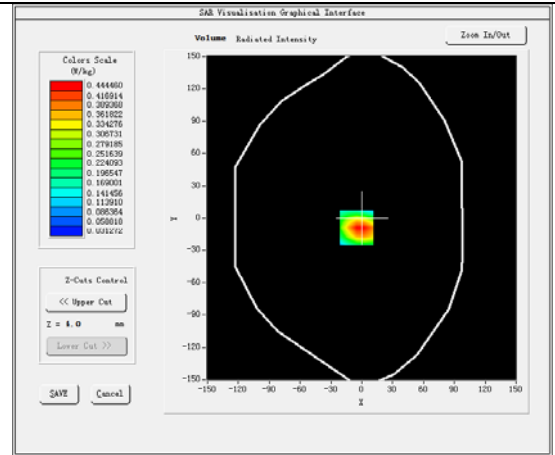 SAR Visualisation Graphical Interface
Volume Radiated Intensity
Zoom In/Out
Colors Scale
(W/kg)
0.444460
0.416914
0.389368
0.361822
0.334276
0.306731
0.279185
0.251639
0.224093
0.196547
0.169001
0.141456
0.113910
0.086364
0.058818
0.031272
150
120
90
60
30
0
-30
-60
-90
-120
-150
Y
-150 -120 -90 -60 -30 0 30 60 90 120 150
X
Z-Cuts Control
<< Upper Cut
Z = 4.0 mm
Lower Cut >>
SAVE Cancel